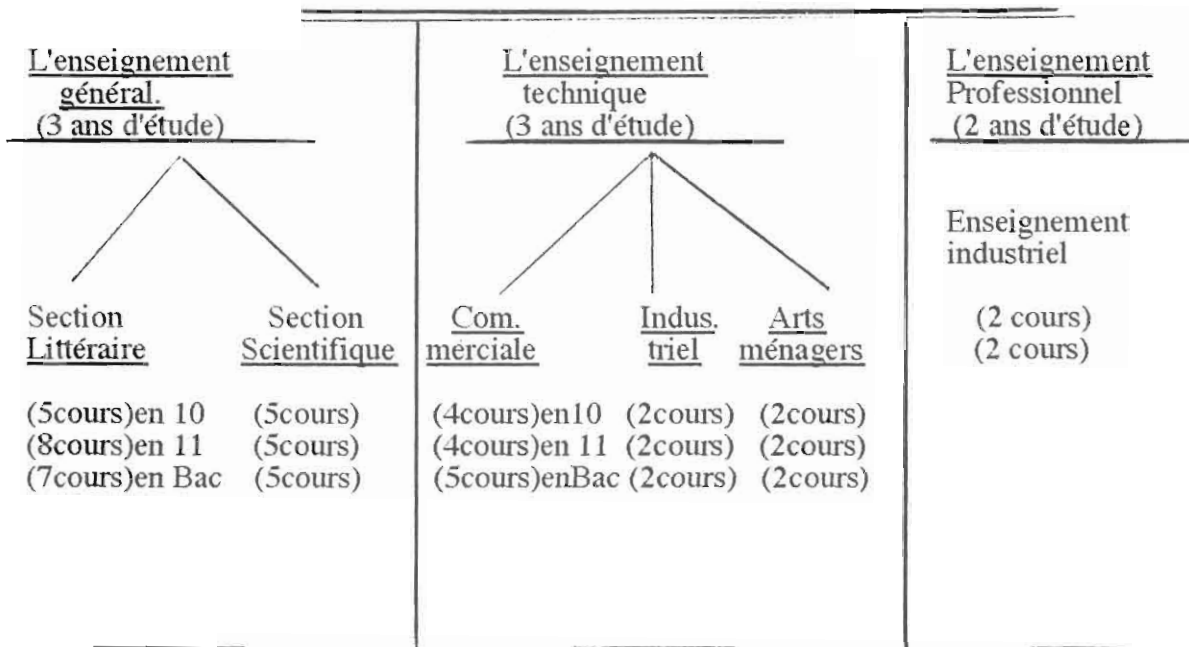 L'enseignement
général.
(3 ans d'étude)
Section
Littéraire
Section
Scientifique
(5cours)en 10 (5cours)
(8cours)en 11 (5cours)
(7cours)en Bac (5cours)
L'enseignement
technique
(3 ans d'étude)
Com.
merciale
Indus.
triel
Arts
ménagers
(4cours)en10 (2cours) (2cours)
(4cours)en 11 (2cours) (2cours)
(5cours)enBac (2cours) (2cours)
L'enseignement
Professionnel
(2 ans d'étude)
Enseignement
industriel
(2 cours)
(2 cours)